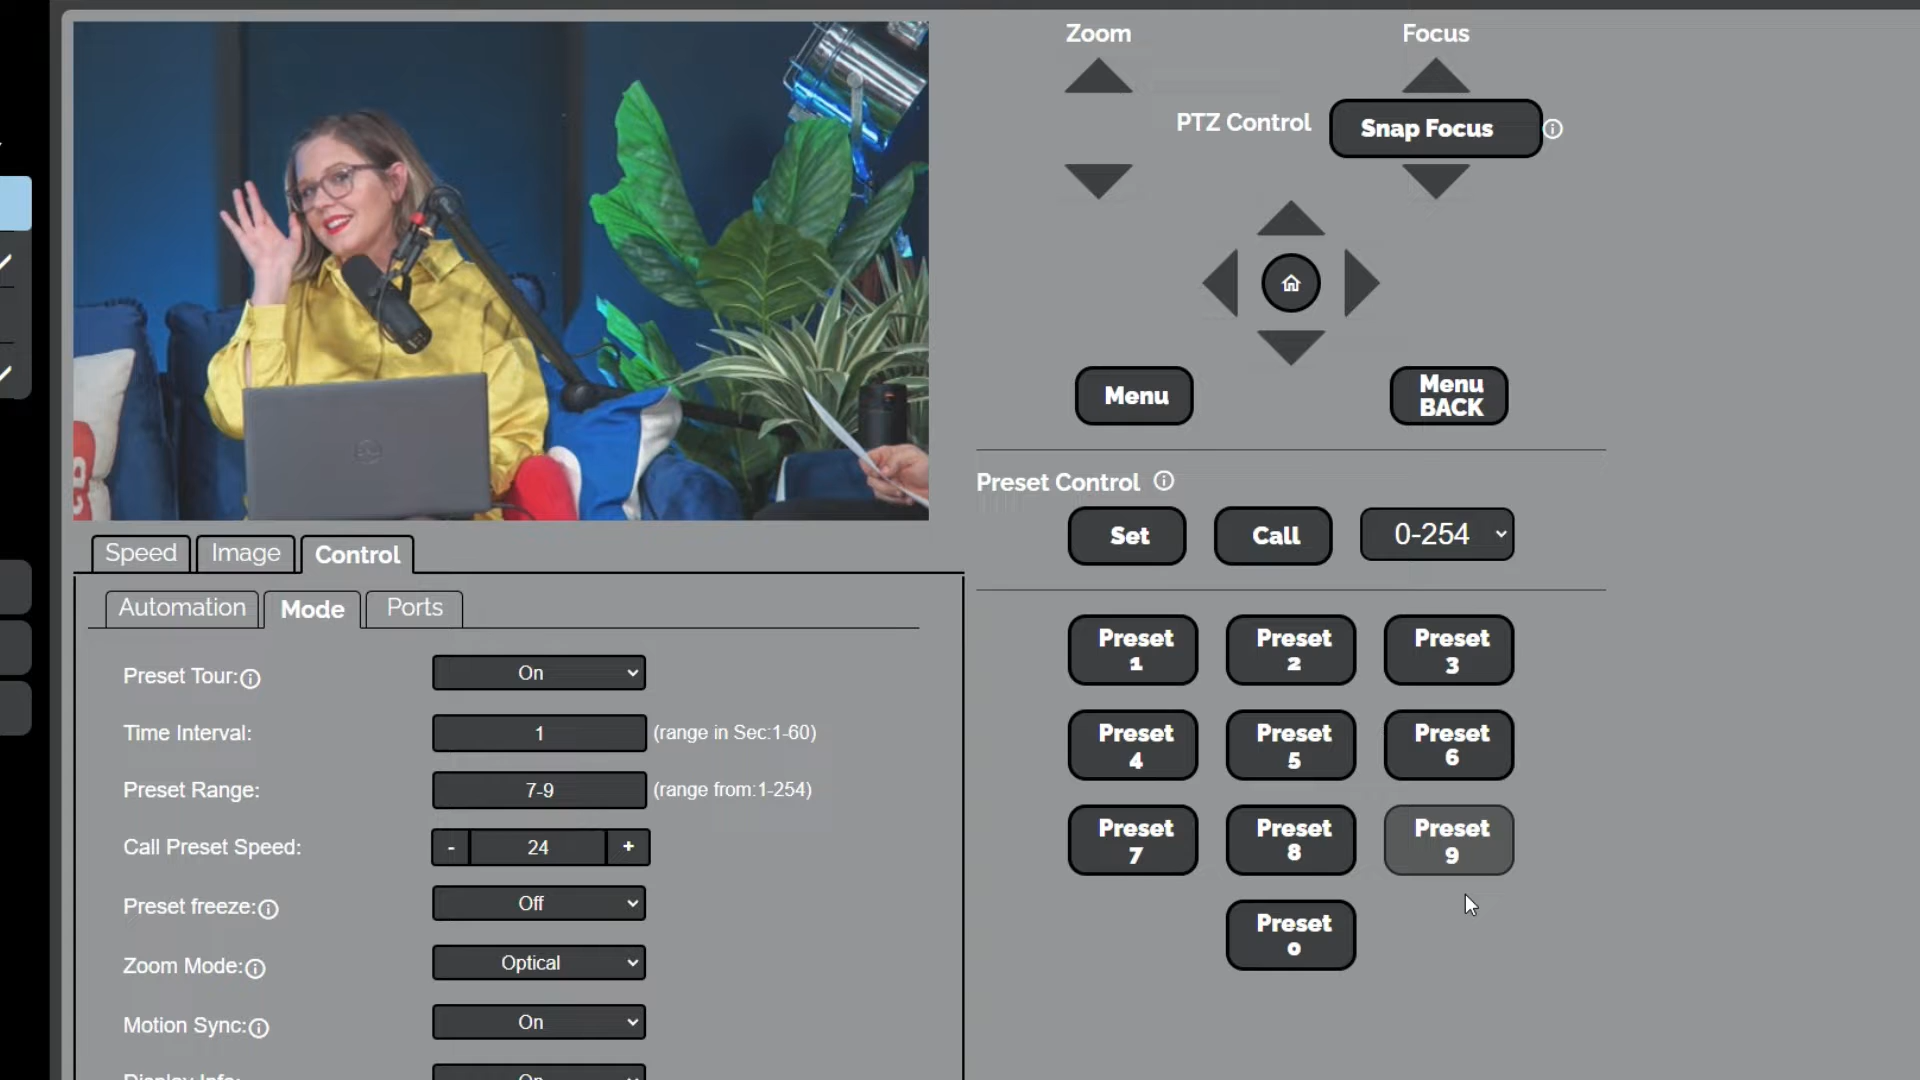 Zoom
Focus
PTZ Control
Snap Focus
Menu
Menu
BACK
Preset Control
Set
Call
0-254
Speed
Image
Control
Automation
Mode
Ports
Preset Tour:
On
Time Interval:
1
(range in Sec:1-60)
Preset Range:
7-9
(range from:1-254)
Call Preset Speed:
-
24
+
Preset freeze:
Off
Zoom Mode:
Optical
Motion Sync:
On
Display Info:
On
Preset
1
Preset
2
Preset
3
Preset
4
Preset
5
Preset
6
Preset
7
Preset
8
Preset
9
Preset
0